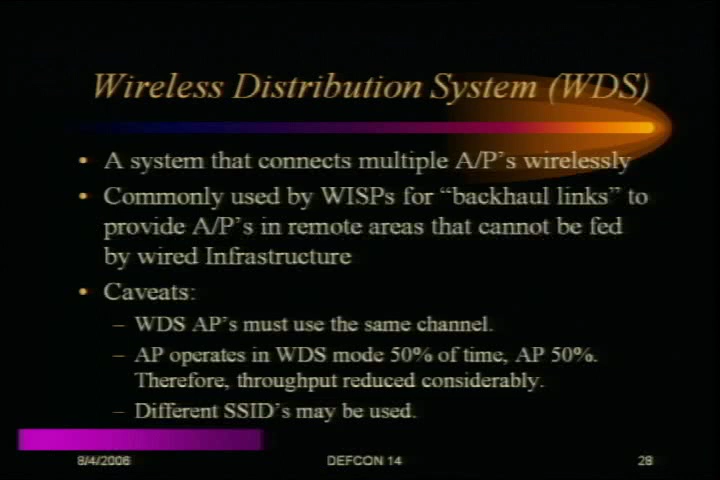 Wireless Distribution System (WDS)
• A system that connects multiple A/P's wirelessly
• Commonly used by WISPs for “backhaul links” to
provide A/P's in remote areas that cannot be fed
by wired Infrastructure
• Caveats:
– WDS AP's must use the same channel.
– AP operates in WDS mode 50% of time, AP 50%.
Therefore, throughput reduced considerably.
– Different SSID's may be used.
8/4/2006 DEFCON 14 28